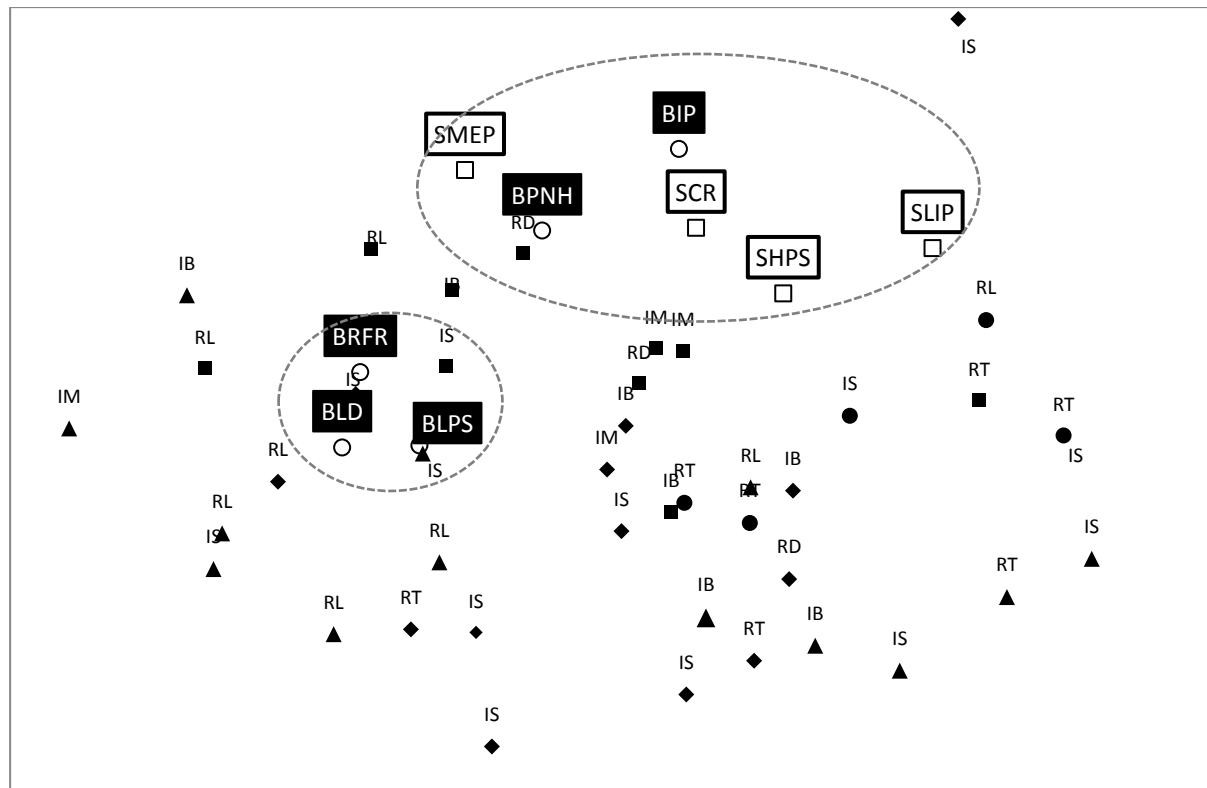 IS
BIP
SMEP
SCR
BPNH
SLIP
RD
RL
SHPS
IB
IB
RL
IM IM
BRFR
IS
RL
RD
RT
IS
IS
IM
BLD
IB
BLPS
RT
IS
IM
RL
IS
RL
IB
IB
RT
RT
IS
RL
IS
RL
RD
IS
RT
IB
RL
RT
IS
IB
RT
IS
IS
IS